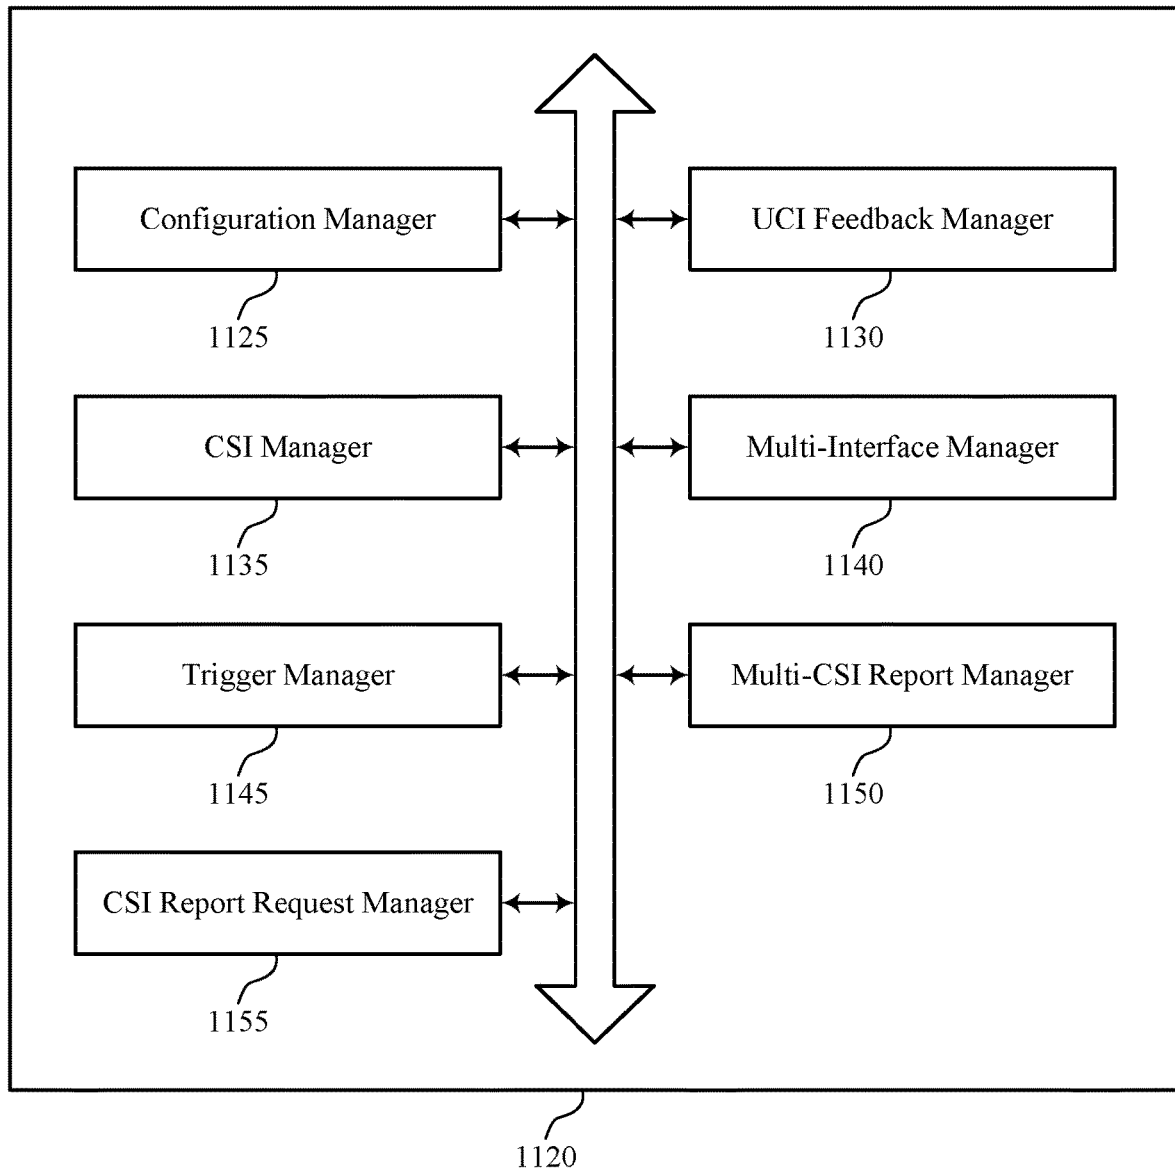 Configuration Manager
UCI Feedback Manager
1125
1130
CSI Manager
Multi-Interface Manager
1135
1140
Trigger Manager
Multi-CSI Report Manager
1145
1150
CSI Report Request Manager
1155
1120